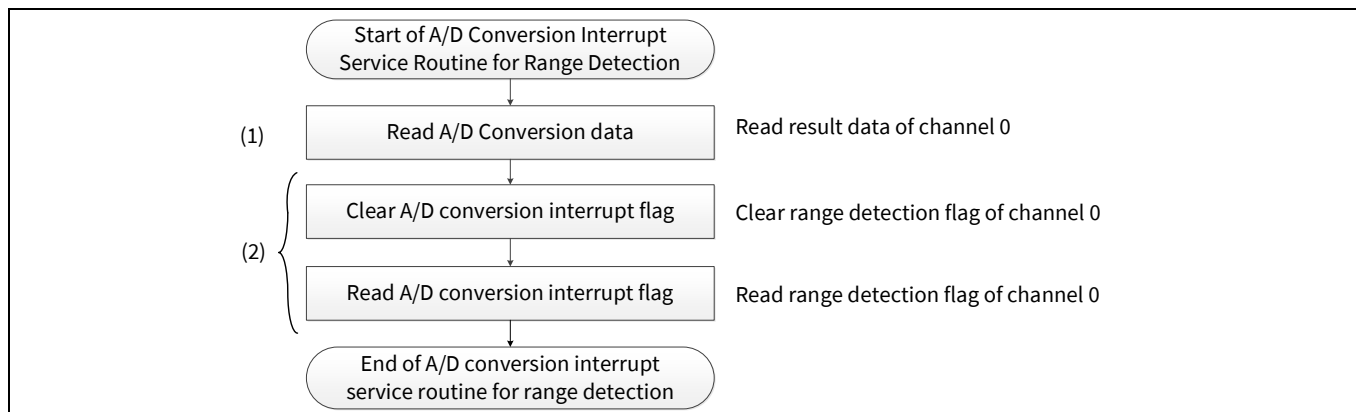 Start of A/D Conversion Interrupt
Service Routine for Range Detection
(1)
Read A/D Conversion data
Read result data of channel 0
(2)
Clear A/D conversion interrupt flag
Clear range detection flag of channel 0
Read A/D conversion interrupt flag
Read range detection flag of channel 0
End of A/D conversion interrupt
service routine for range detection